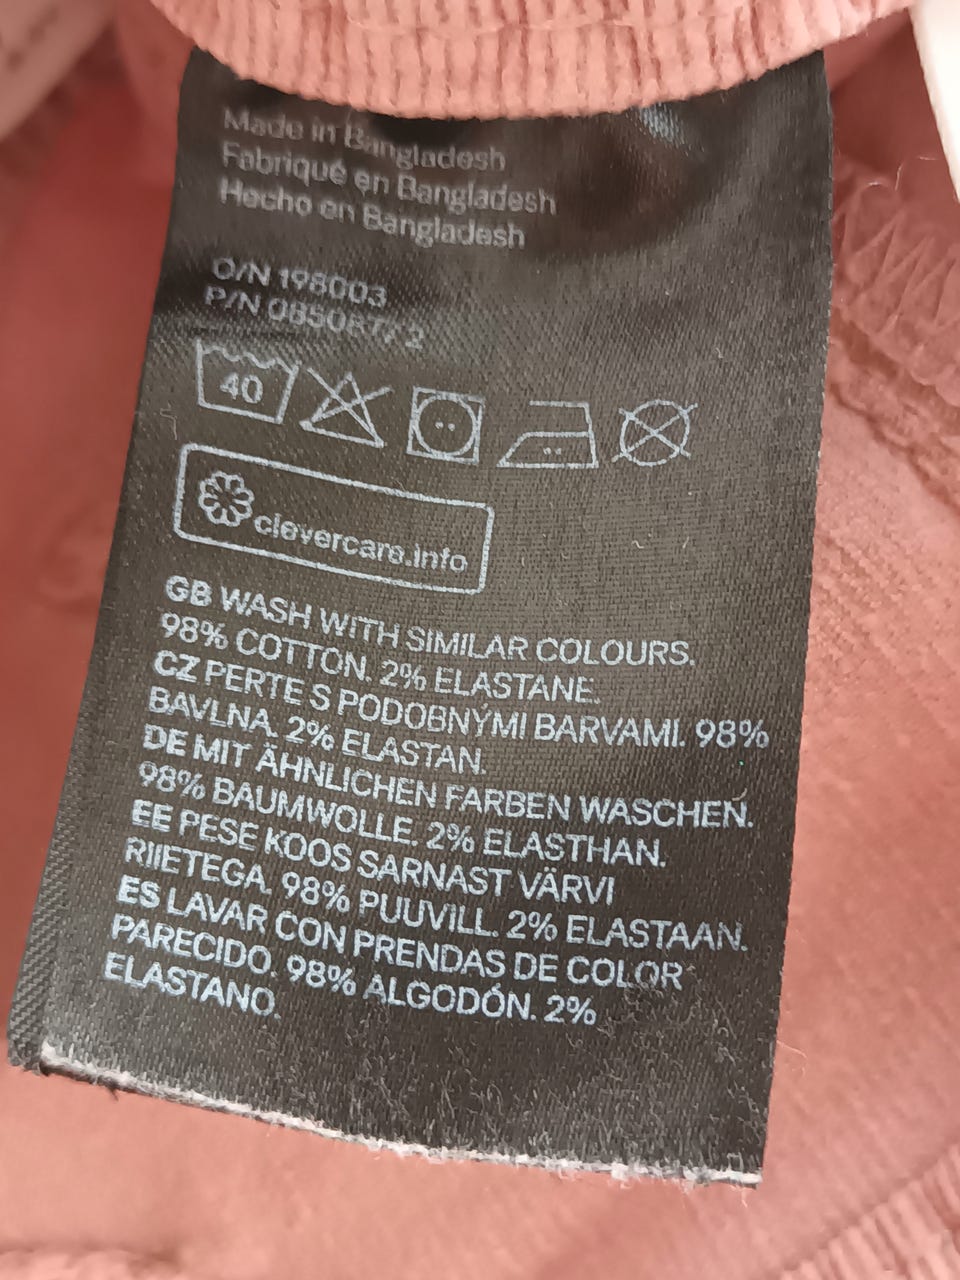 Made in Bangladesh
Fabriqué en Bangladesh
Hecho en Bangladesh
O/N 198003
P/N
40
clevercare.info
GB WASH WITH SIMILAR COLOURS.
98% COTTON. 2% ELASTANE.
CZ PERTE S PODOBNÝMI BARVAMI. 98%
BAVLNA. 2% ELASTAN.
DE MIT ÄHNLICHEN FARBEN WASCHEN.
98% BAUMWOLLE. 2% ELASTHAN.
EE PESE KOOS SARNAST VÄRVI
RIIETEGA. 98% PUUVILL. 2% ELASTAAN.
ES LAVAR CON PRENDAS DE COLOR
PARECIDO. 98% ALGODÓN. 2%
ELASTANO.